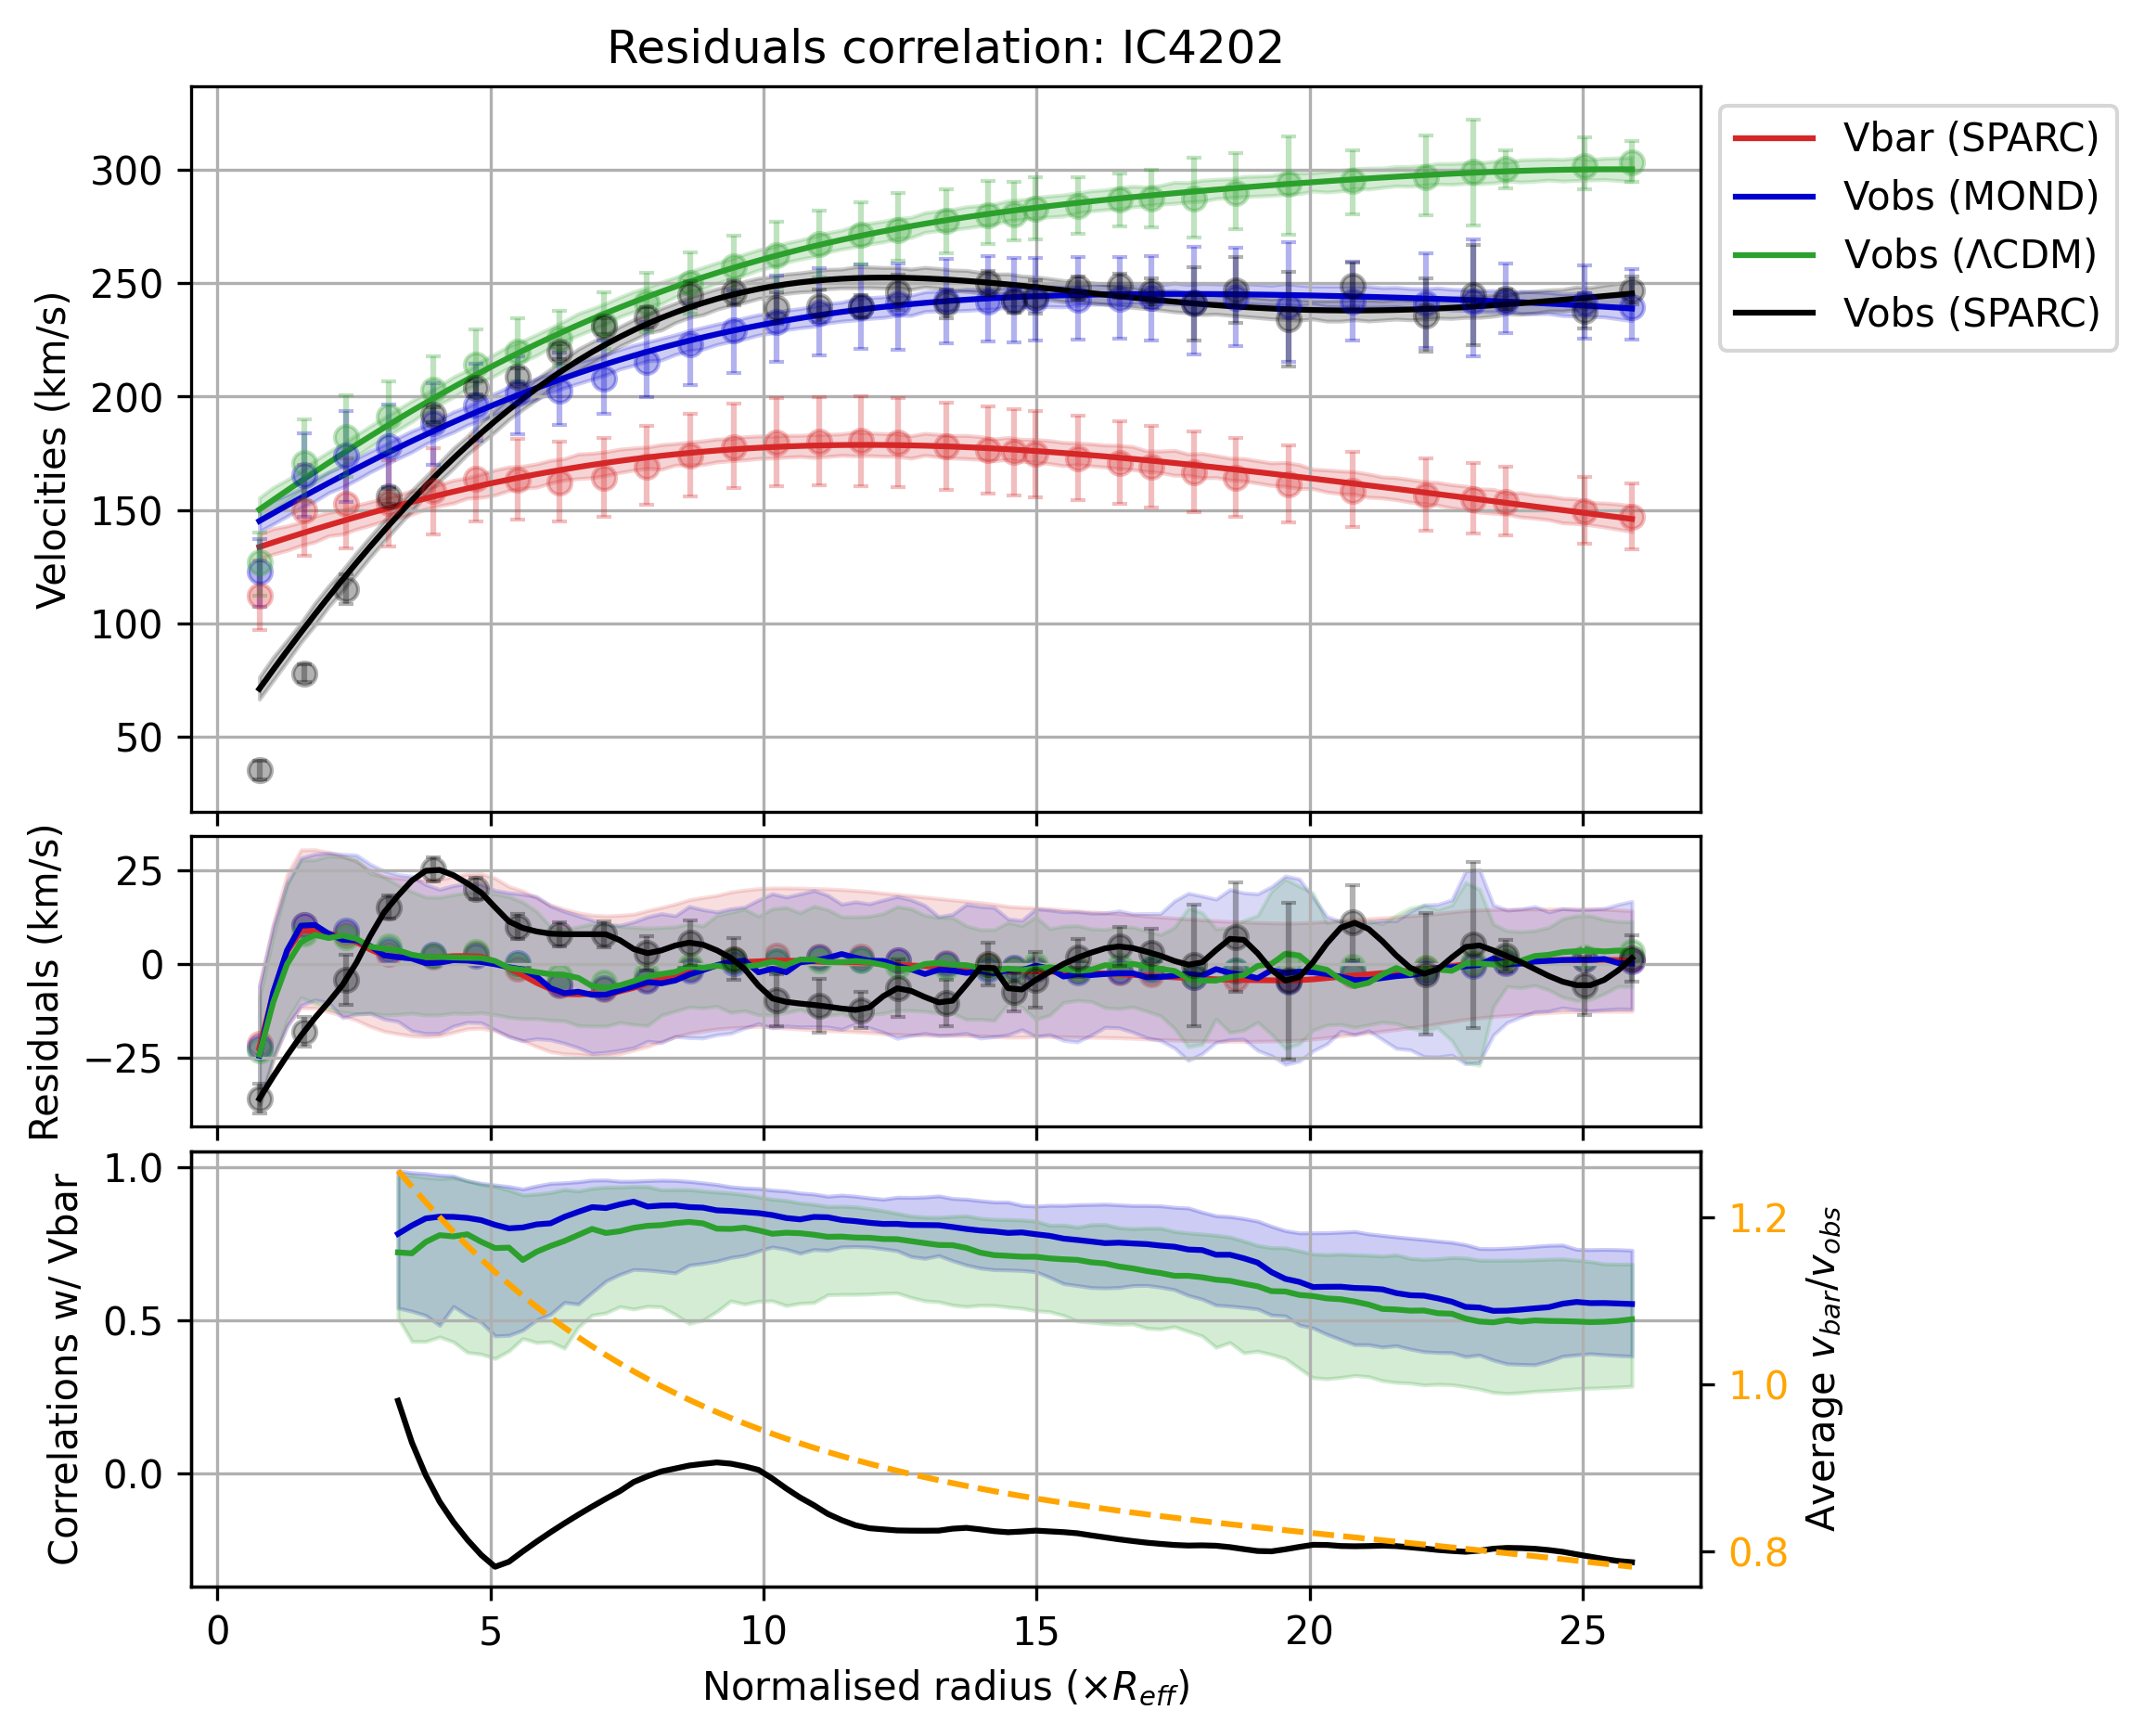 Residuals correlation: IC4202
Velocities (km/s)
300
250
200
150
100
50
Vbar (SPARC)
Vobs (MOND)
Vobs (ΛCDM)
Vobs (SPARC)
Residuals (km/s)
25
0
−25
Correlations w/ Vbar
1.0
0.5
0.0
1.2
1.0
0.8
Average v_bar/v_obs
0 5 10 15 20 25
Normalised radius (×R_eff)